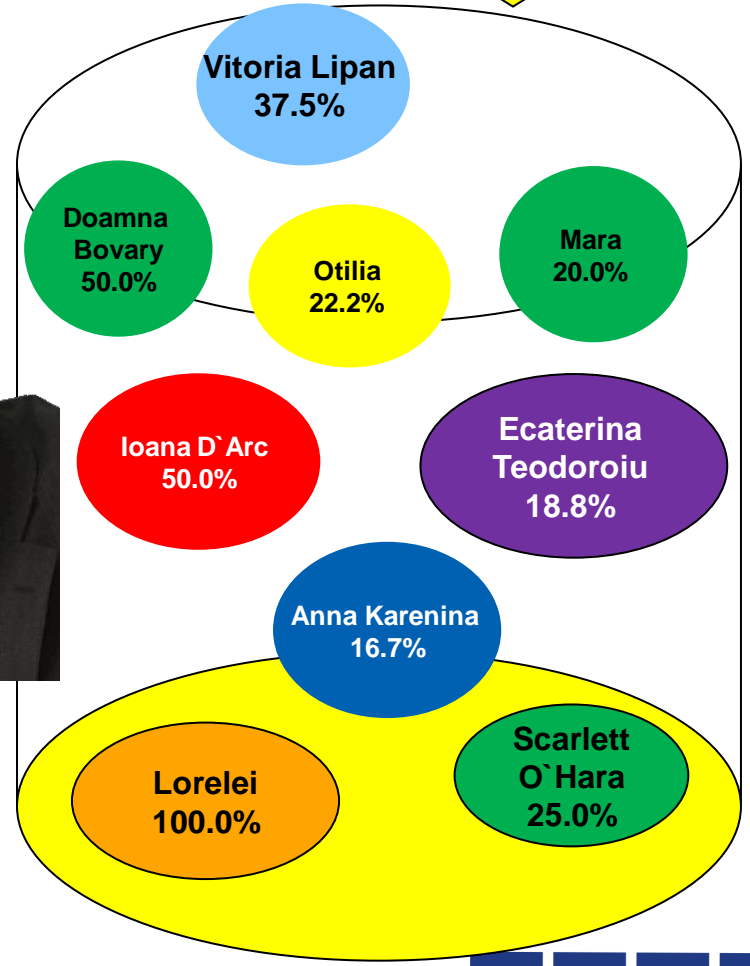 Vitoria Lipan
37.5%
Doamna
Bovary
50.0%
Otilia
22.2%
Mara
20.0%
Ioana D`Arc
50.0%
Ecaterina
Teodoroiu
18.8%
Anna Karenina
16.7%
Lorelei
100.0%
Scarlett
O`Hara
25.0%